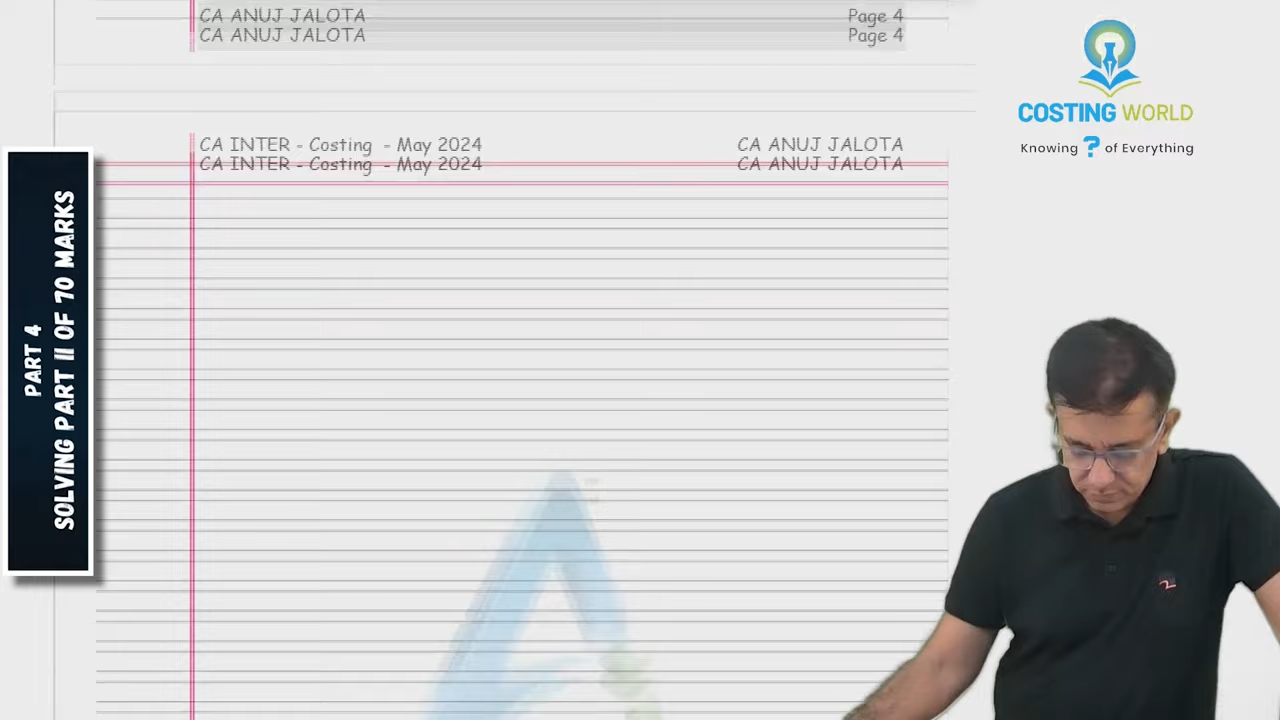 CA ANUJ JALOTA Page 4
CA ANUJ JALOTA Page 4
COSTING WORLD
Knowing ? of Everything
CA INTER - Costing - May 2024 CA ANUJ JALOTA
CA INTER - Costing - May 2024 CA ANUJ JALOTA
PART 4
SOLVING PART II OF 70 MARKS